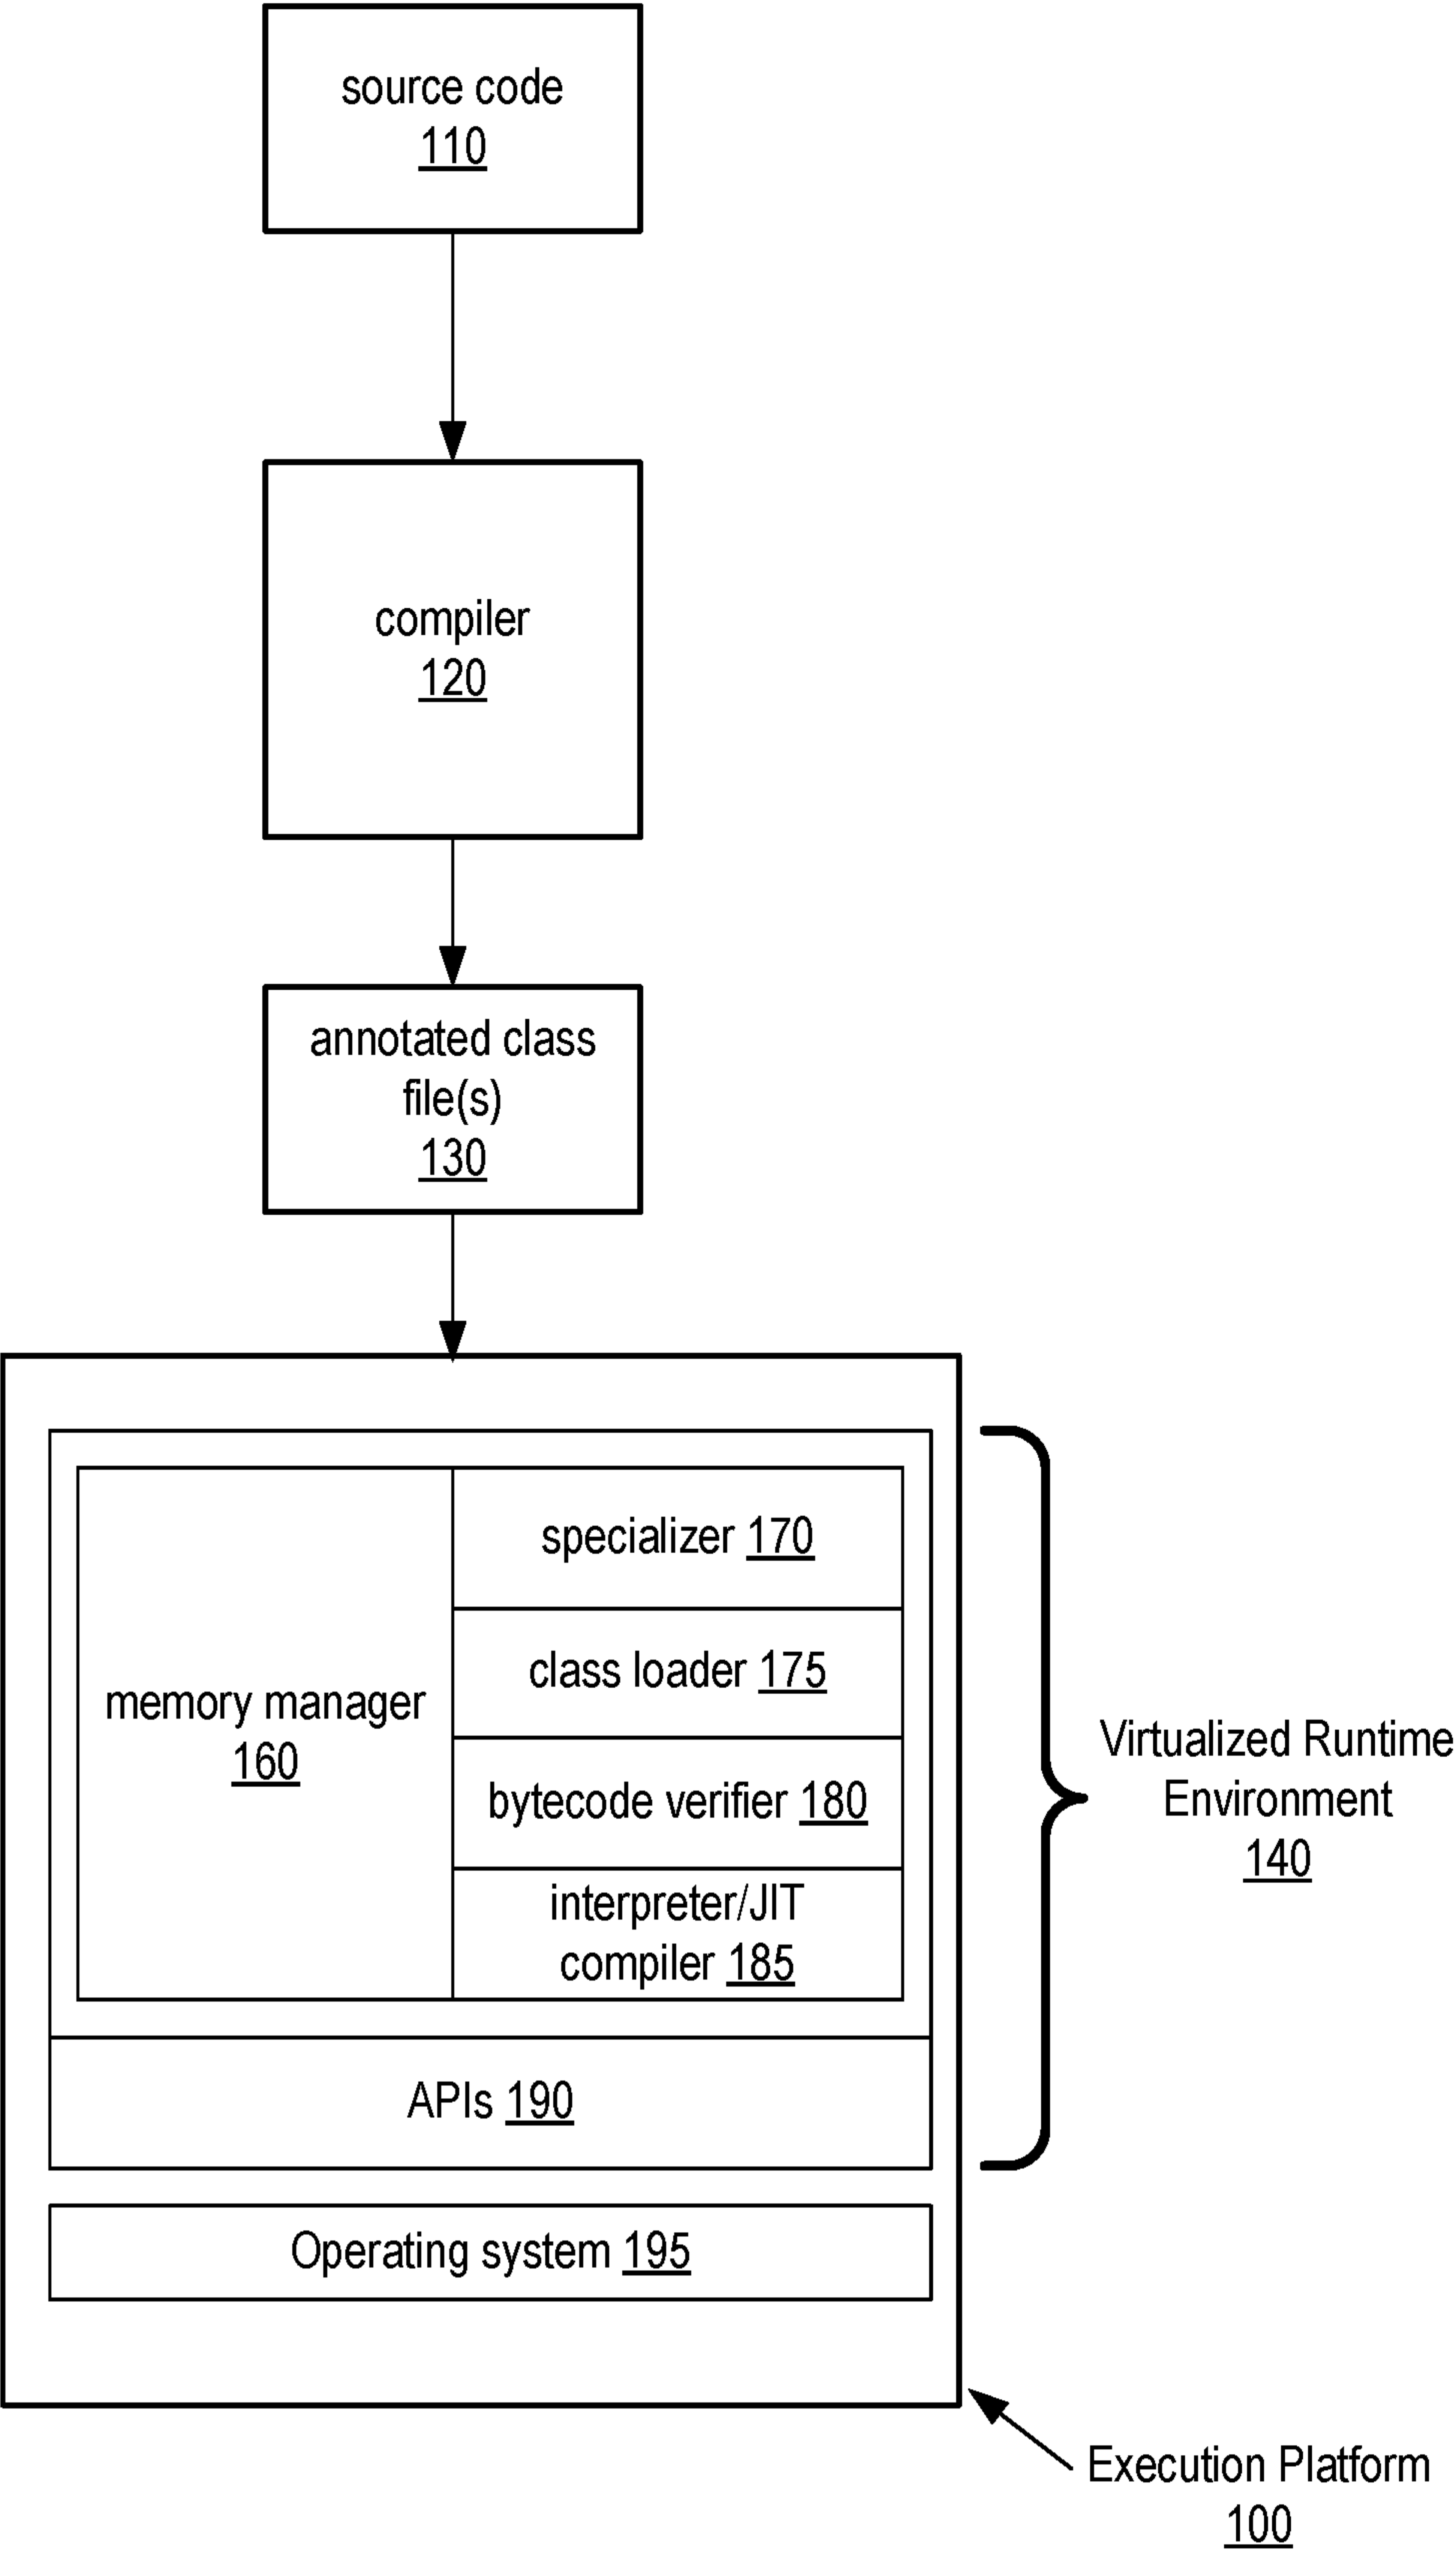 source code
110
compiler
120
annotated class
file(s)
130
specializer 170
class loader 175
memory manager
160
bytecode verifier 180
interpreter/JIT
compiler 185
APIs 190
Virtualized Runtime
Environment
140
Operating system 195
Execution Platform
100